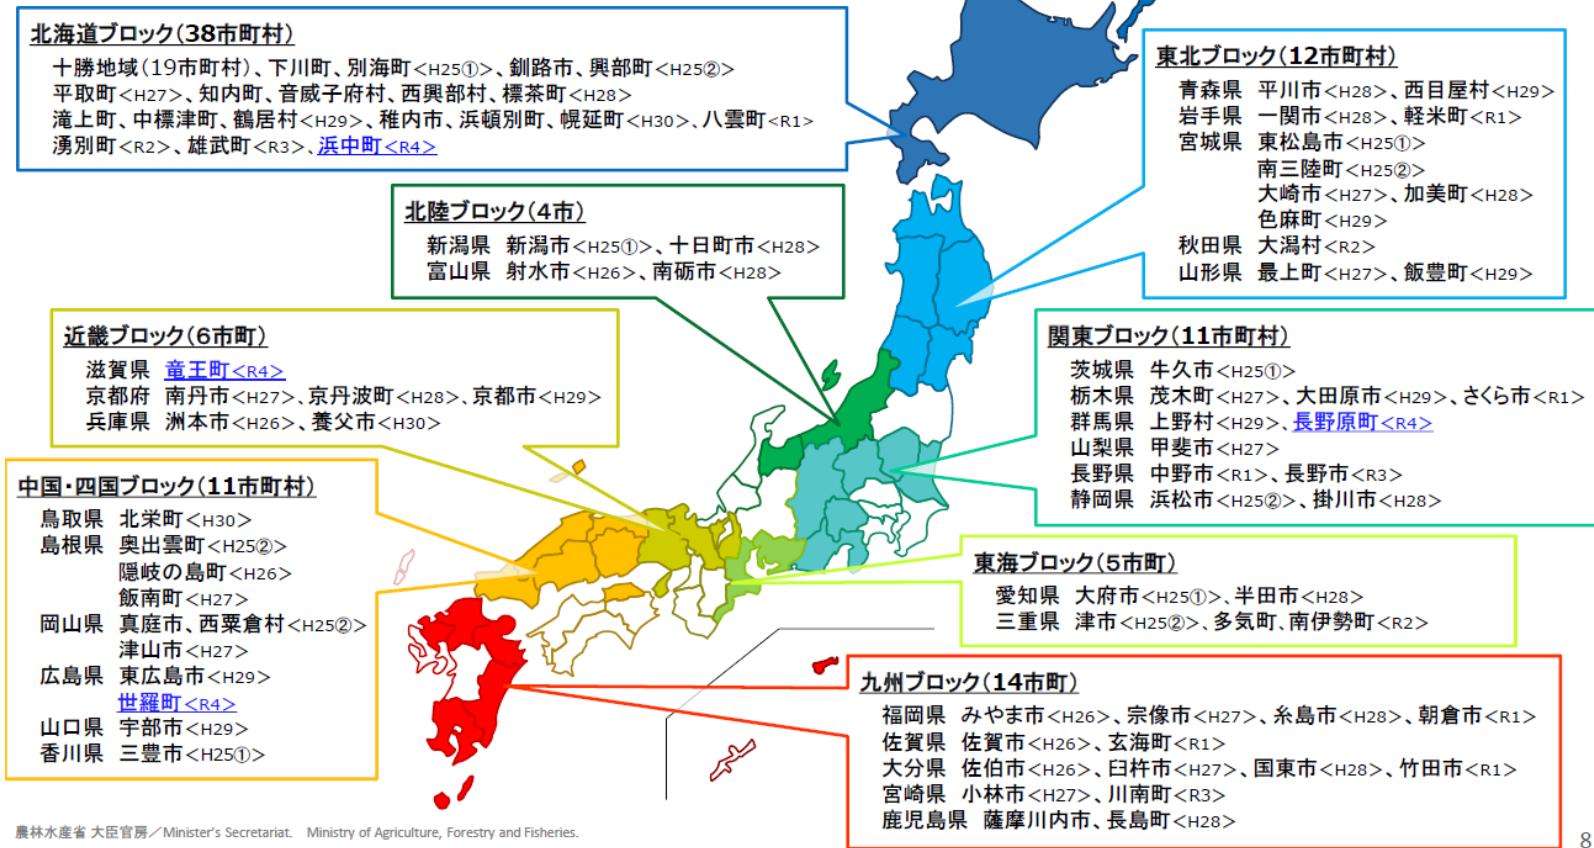 北海道ブロック(38市町村)
十勝地域(19市町村)、下川町、別海町<H25①>、釧路市、興部町<H25②>
平取町<H27>、知内町、音威子府村、西興部村、標茶町<H28>
滝上町、中標津町、鶴居村<H29>、稚内市、浜頓別町、幌延町<H30>、八雲町<R1>
湧別町<R2>、雄武町<R3>、浜中町<R4>
東北ブロック(12市町村)
青森県 平川市<H28>、西目屋村<H29>
岩手県 一関市<H28>、軽米町<R1>
宮城県 東松島市<H25①>
南三陸町<H25②>
大崎市<H27>、加美町<H28>
色麻町<H29>
秋田県 大潟村<R2>
山形県 最上町<H27>、飯豊町<H29>
北陸ブロック(4市)
新潟県 新潟市<H25①>、十日町市<H28>
富山県 射水市<H26>、南砺市<H28>
近畿ブロック(6市町)
滋賀県 竜王町<R4>
京都府 南丹市<H27>、京丹波町<H28>、京都市<H29>
兵庫県 洲本市<H26>、養父市<H30>
関東ブロック(11市町村)
茨城県 牛久市<H25①>
栃木県 茂木町<H27>、大田原市<H29>、さくら市<R1>
群馬県 上野村<H29>、長野原町<R4>
山梨県 甲斐市<H27>
長野県 中野市<R1>、長野市<R3>
静岡県 浜松市<H25②>、掛川市<H28>
中国・四国ブロック(11市町村)
鳥取県 北栄町<H30>
島根県 奥出雲町<H25②>
隠岐の島町<H26>
飯南町<H27>
岡山県 真庭市、西粟倉村<H25②>
津山市<H27>
広島県 東広島市<H29>
世羅町<R4>
山口県 宇部市<H29>
香川県 三豊市<H25①>
東海ブロック(5市町)
愛知県 大府市<H25①>、半田市<H28>
三重県 津市<H25②>、多気町、南伊勢町<R2>
九州ブロック(14市町)
福岡県 みやま市<H26>、宗像市<H27>、糸島市<H28>、朝倉市<R1>
佐賀県 佐賀市<H26>、玄海町<R1>
大分県 佐伯市<H26>、臼杵市<H27>、国東市<H28>、竹田市<R1>
宮崎県 小林市<H27>、川南町<R3>
鹿児島県 薩摩川内市、長島町<H28>
農林水産省 大臣官房／Minister's Secretariat. Ministry of Agriculture, Forestry and Fisheries.
8